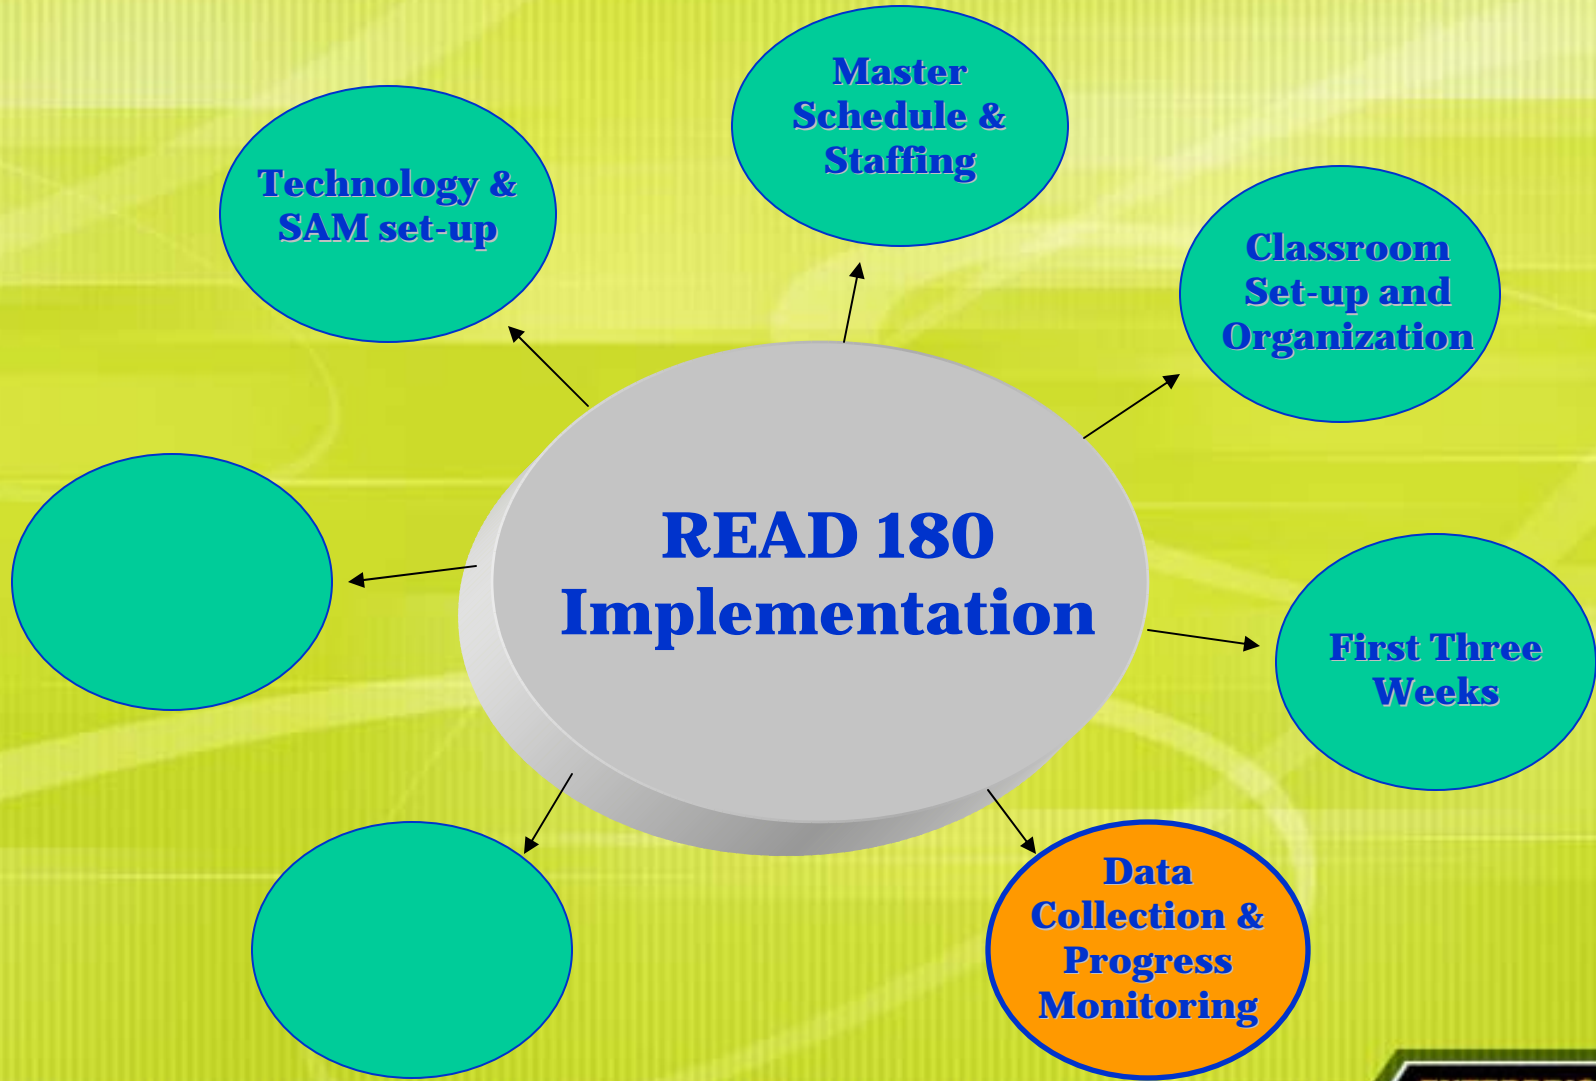 Master
Schedule &
Staffing
Technology &
SAM set-up
Classroom
Set-up and
Organization
READ 180
Implementation
First Three
Weeks
Data
Collection &
Progress
Monitoring